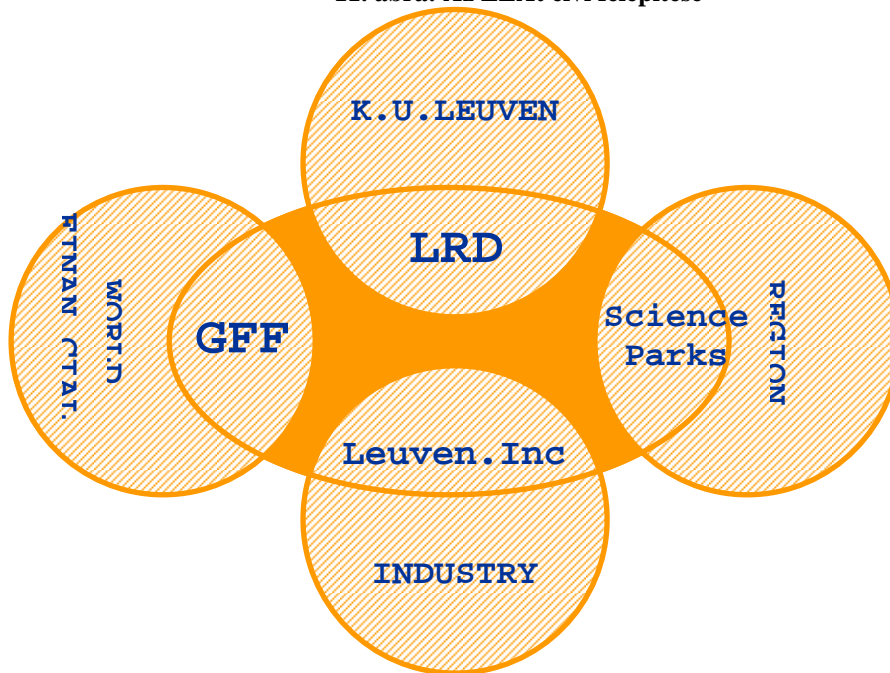 K.U.LEUVEN
LRD
FINANCIAL
WORLD
GFF
Science
Parks
REGION
Leuven.Inc
INDUSTRY